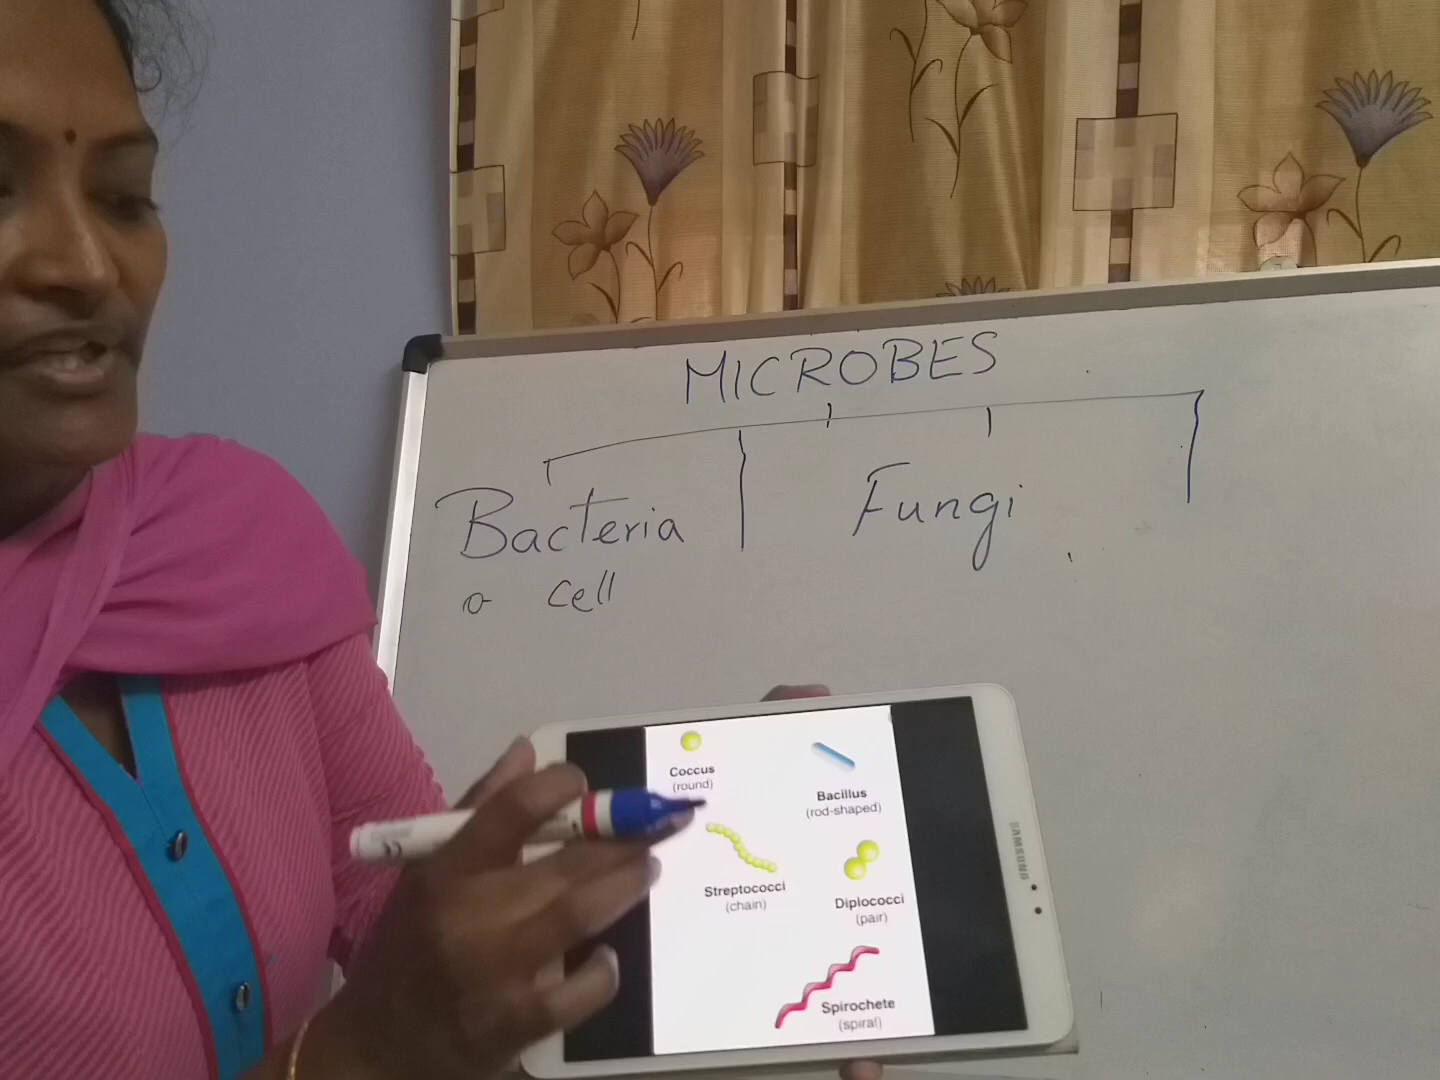 MICROBES
Bacteria
Fungi
a cell
Coccus
(round)
Bacillus
(rod-shaped)
Streptococci
(chain)
Diplococci
(pair)
Spirochete
(spiral)
SAMSUNG